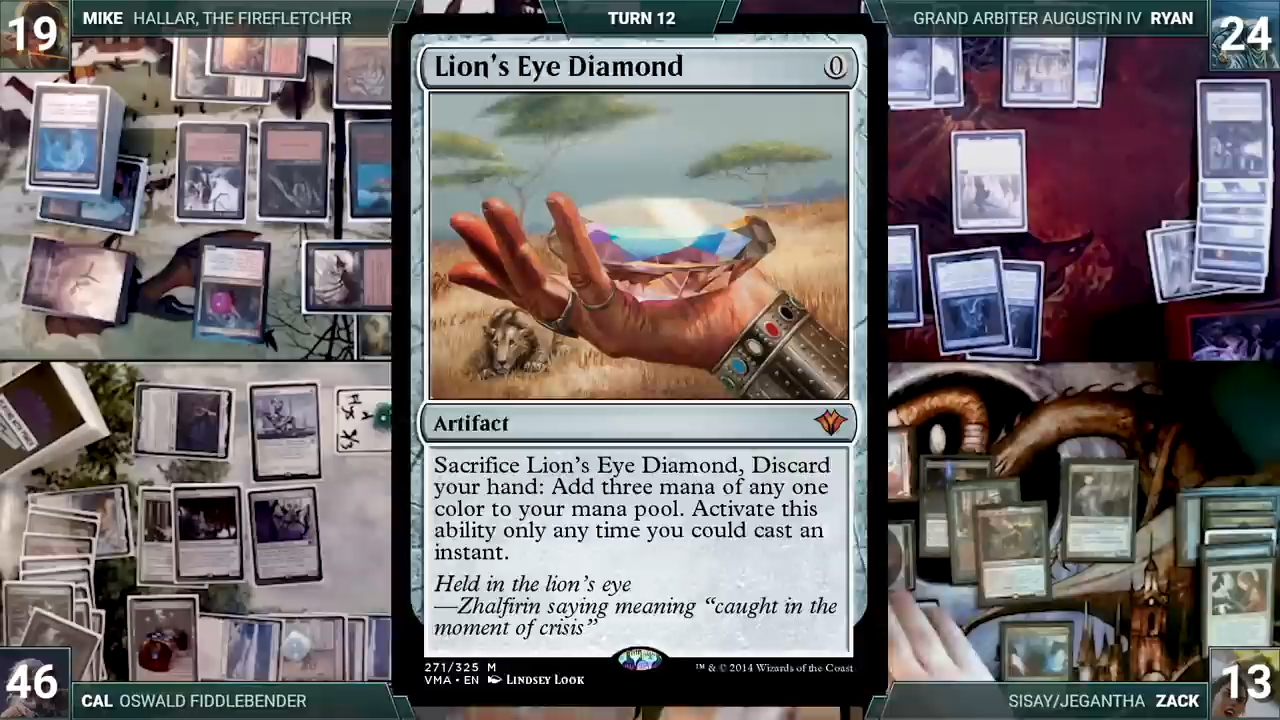 19
MIKE HALLAR, THE FIREFLETCHER
TURN 12
GRAND ARBITER AUGUSTIN IV RYAN
24
Lion's Eye Diamond
0
Artifact
Sacrifice Lion's Eye Diamond, Discard
your hand: Add three mana of any one
color to your mana pool. Activate this
ability only any time you could cast an
instant.
Held in the lion's eye
—Zhalfirin saying meaning “caught in the
moment of crisis”
271/325 M
VMA • EN LINDSEY LOOK
™ & © 2014 Wizards of the Coast
46
CAL OSWALD FIDDLEBENDER
SISAY/JEGANTHA ZACK
13